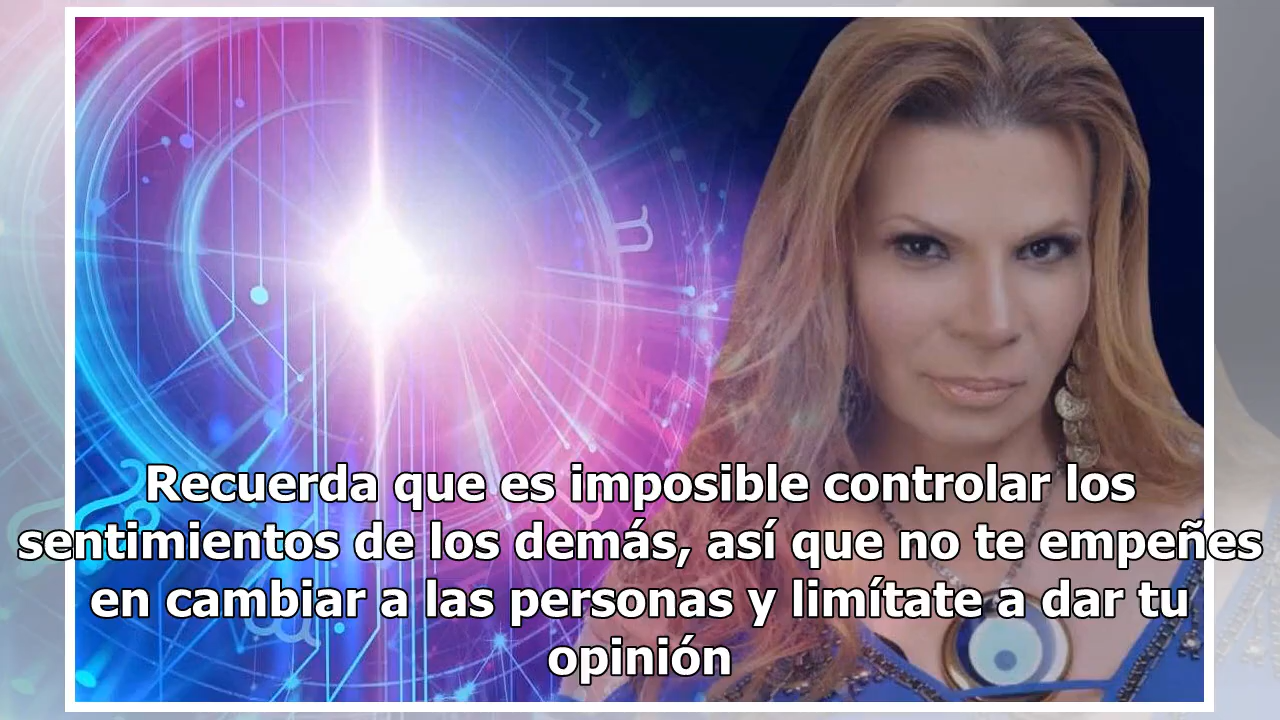 Recuerda que es imposible controlar los
sentimientos de los demás, así que no te empeñes
en cambiar a las personas y limítate a dar tu
opinión